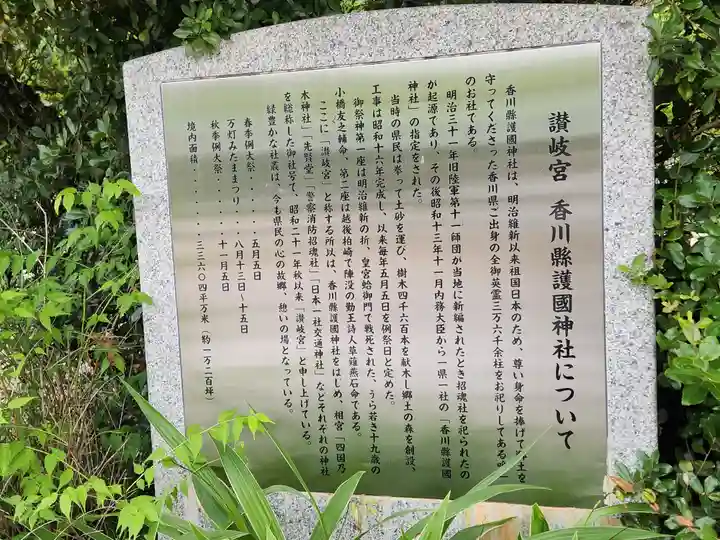 讃岐宮 香川縣護國神社について
香川縣護國神社は、明治維新以来祖国日本のため、尊い身命を捧げて 土を
守ってくださった香川県ご出身の全御英霊三万六千余柱をお祀りしてある
のお社である。
明治三十一年旧陸軍第十一師団が当地に新編されたとき招魂社を祀られたの
が起源であり、その後昭和十三年十一月内務大臣から一県一社の「香川縣護國
神社」の指定をされた。
当時の県民は挙って土砂を運び、樹木四千六百本を献木し郷土の森を創設、
工事は昭和十六年完成し、以来毎年五月五日を例祭日と定めた。
御祭神第一座は明治維新の折、皇宮蛤御門で戦死された、うら若き十九歳の
小橋友之輔命、第二座は越後柏崎で陣没の勤王詩人草薙燕石命である。
ここに「讃岐宮」と称する所以は、香川縣護國神社をはじめ、相宮「四国乃
木神社」「先賢堂」「警察消防招魂社」「日本一社交通神社」などそれぞれの神社
を総称した御社号で、昭和二十一年秋以来「讃岐宮」と申し上げている。
緑豊かな社叢は、今も県民の心の故郷、憩いの場となっている。
春季例大祭・・・・・・五月五日
万灯みたままつり・・・八月十三日～十五日
秋季例大祭・・・・・・十一月五日
境内面積・・・・・・・三三六〇四平方米（約一万二百坪）